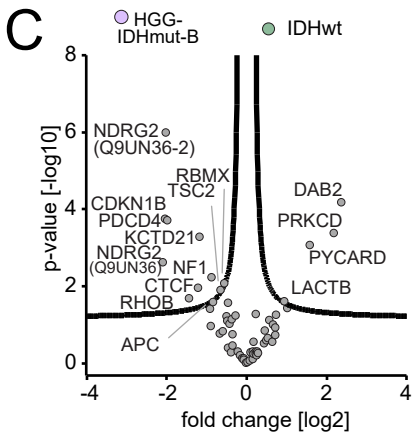 C
HGG-
IDHmut-B
IDHwt
p-value [-log10]
8
6
4
2
0
NDRG2
(Q9UN36-2)
RBMX
TSC2
CDKN1B
PDCD4
KCTD21
NDRG2
(Q9UN36)
NF1
CTCF
RHOB
APC
DAB2
PRKCD
PYCARD
LACTB
-4
-2
0
2
4
fold change [log2]